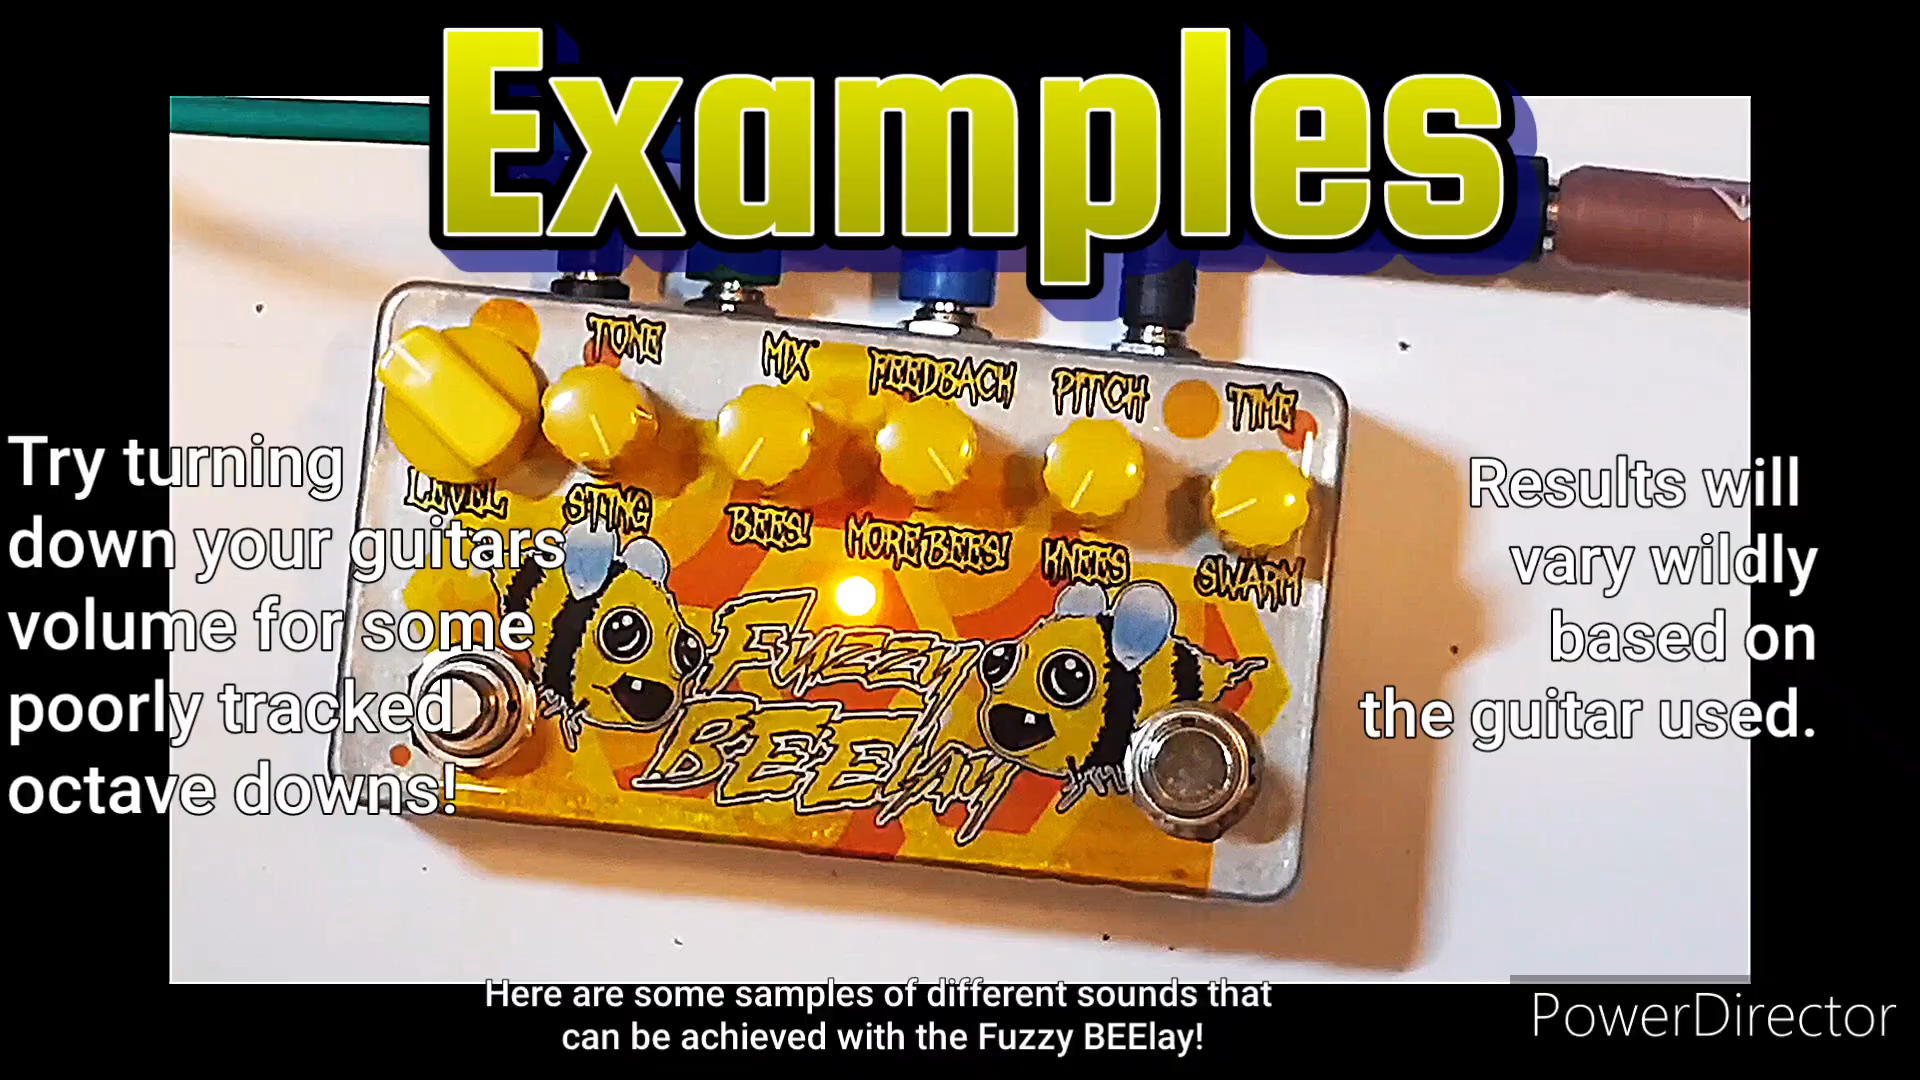 Examples
TONE
MIX
FEEDBACK
PITCH
TIME
LEVEL
STING
BEES!
MORE BEES!
KNEES
SWARM
FUZZY
BEElay
Try turning
down your guitars
volume for some
poorly tracked
octave downs!
Results will
vary wildly
based on
the guitar used.
Here are some samples of different sounds that
can be achieved with the Fuzzy BEElay!
PowerDirector